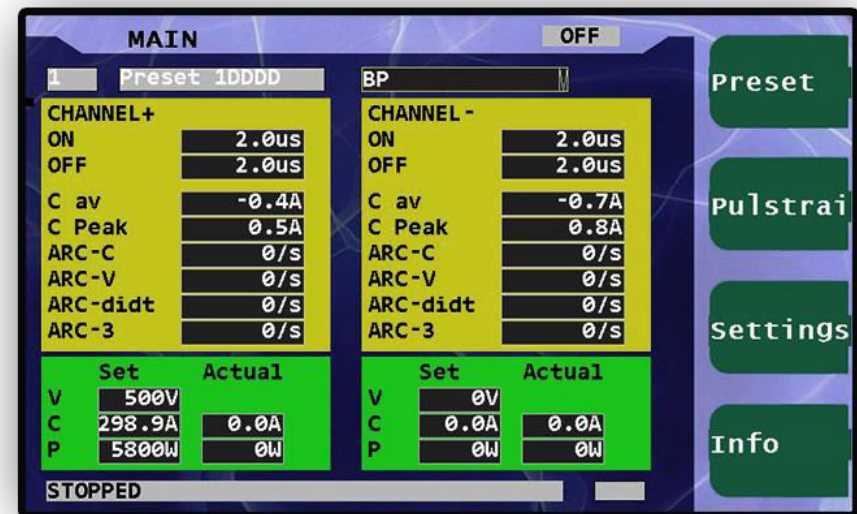 MAIN OFF
1 Preset 1DDDD BP M
CHANNEL+
ON 2.0us
OFF 2.0us
C av -0.4A
C Peak 0.5A
ARC-C 0/s
ARC-V 0/s
ARC-didt 0/s
ARC-3 0/s
CHANNEL-
ON 2.0us
OFF 2.0us
C av -0.7A
C Peak 0.8A
ARC-C 0/s
ARC-V 0/s
ARC-didt 0/s
ARC-3 0/s
Set Actual
V 500V
C 298.9A 0.0A
P 5800W 0W
Set Actual
V 0V
C 0.0A 0.0A
P 0W 0W
STOPPED
Preset
Pulstrai
Settings
Info